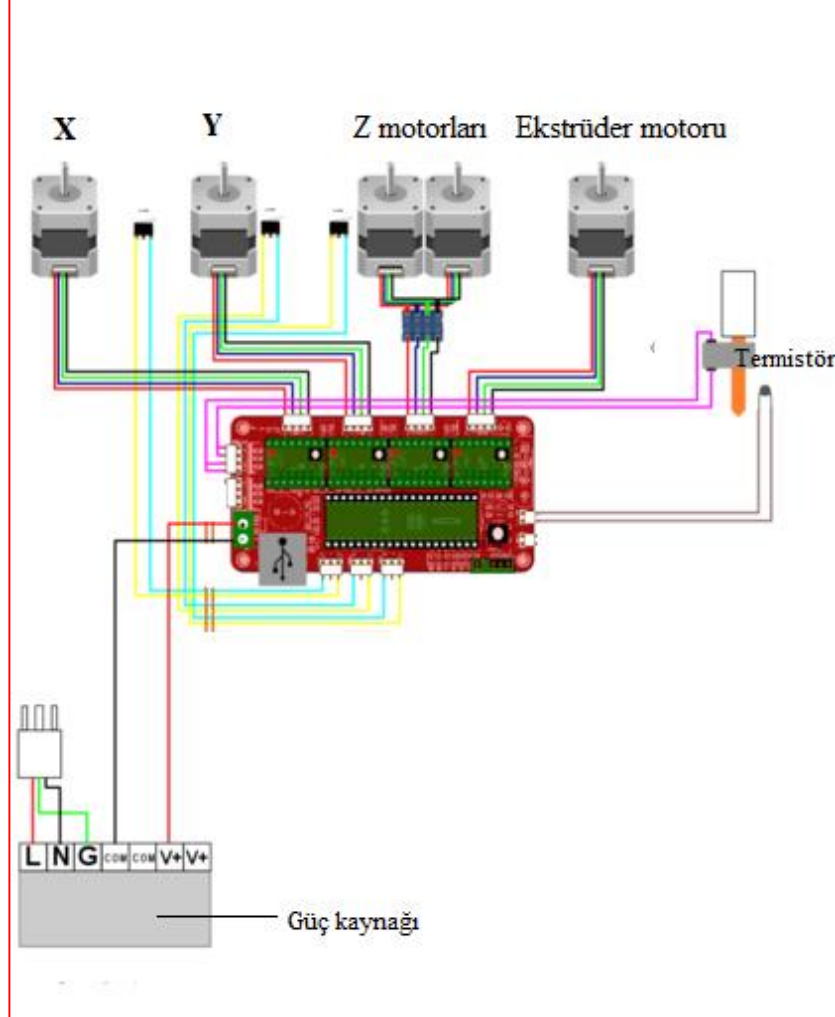 X
Y
Z motorları
Ekstrüder motoru
Termistör
L N G COM COM V+ V+
Güç kaynağı